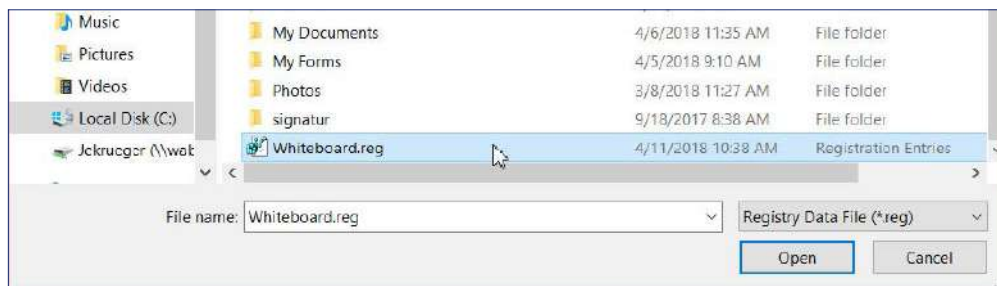 Music
Pictures
Videos
Local Disk (C:)
Jckrueger (\\wab
My Documents 4/6/2018 11:35 AM File folder
My Forms 4/5/2018 9:10 AM File folder
Photos 3/8/2018 11:27 AM File folder
signatur 9/18/2017 8:38 AM File folder
Whiteboard.reg 4/11/2018 10:38 AM Registration Entries
File name: Whiteboard.reg Registry Data File (*.reg)
Open Cancel